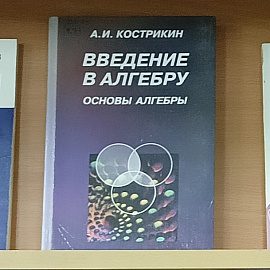 А.И. КОСТРИКИН
ВВЕДЕНИЕ
В АЛГЕБРУ
ОСНОВЫ АЛГЕБРЫ